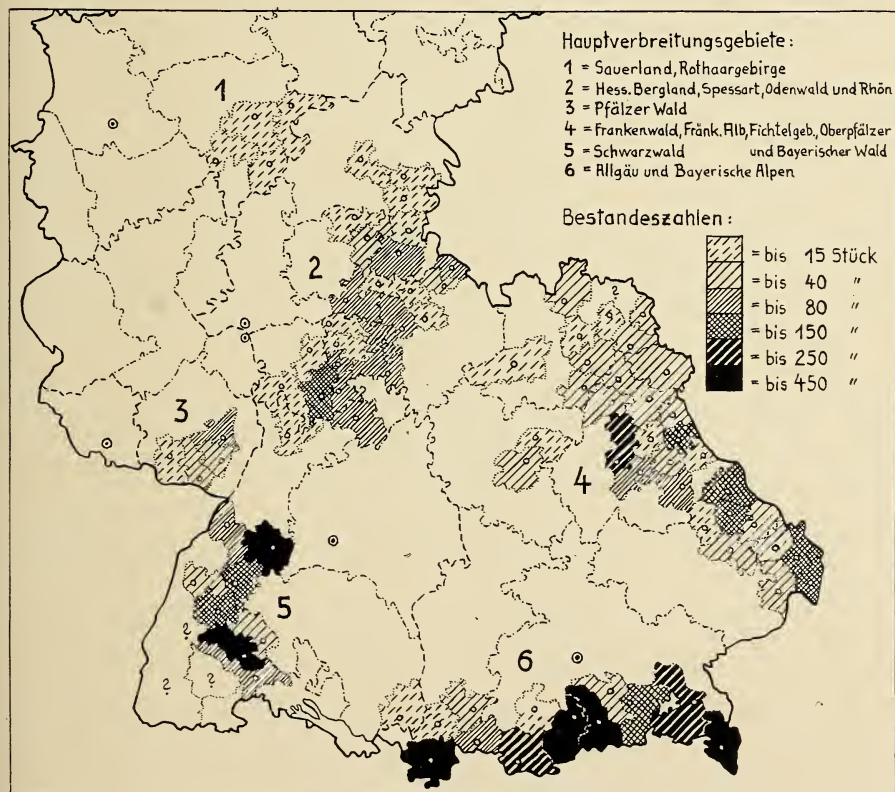 Hauptverbreitungsgebiete:
1 = Sauerland, Rothaargebirge
2 = Hess. Bergland, Spessart, Odenwald und Rhön
3 = Pfälzer Wald
4 = Frankenwald, Fränk. Alb, Fichtelgeb., Oberpfälzer
5 = Schwarzwald und Bayerischer Wald
6 = Allgäu und Bayerische Alpen
Bestandeszahlen:
= bis 15 Stück
= bis 40 "
= bis 80 "
= bis 150 "
= bis 250 "
= bis 450 "
1
2
?
3
4
5
?
? ?
6